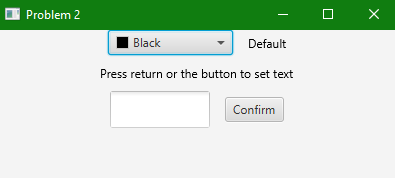 Problem 2
Black Default
Press return or the button to set text
Confirm